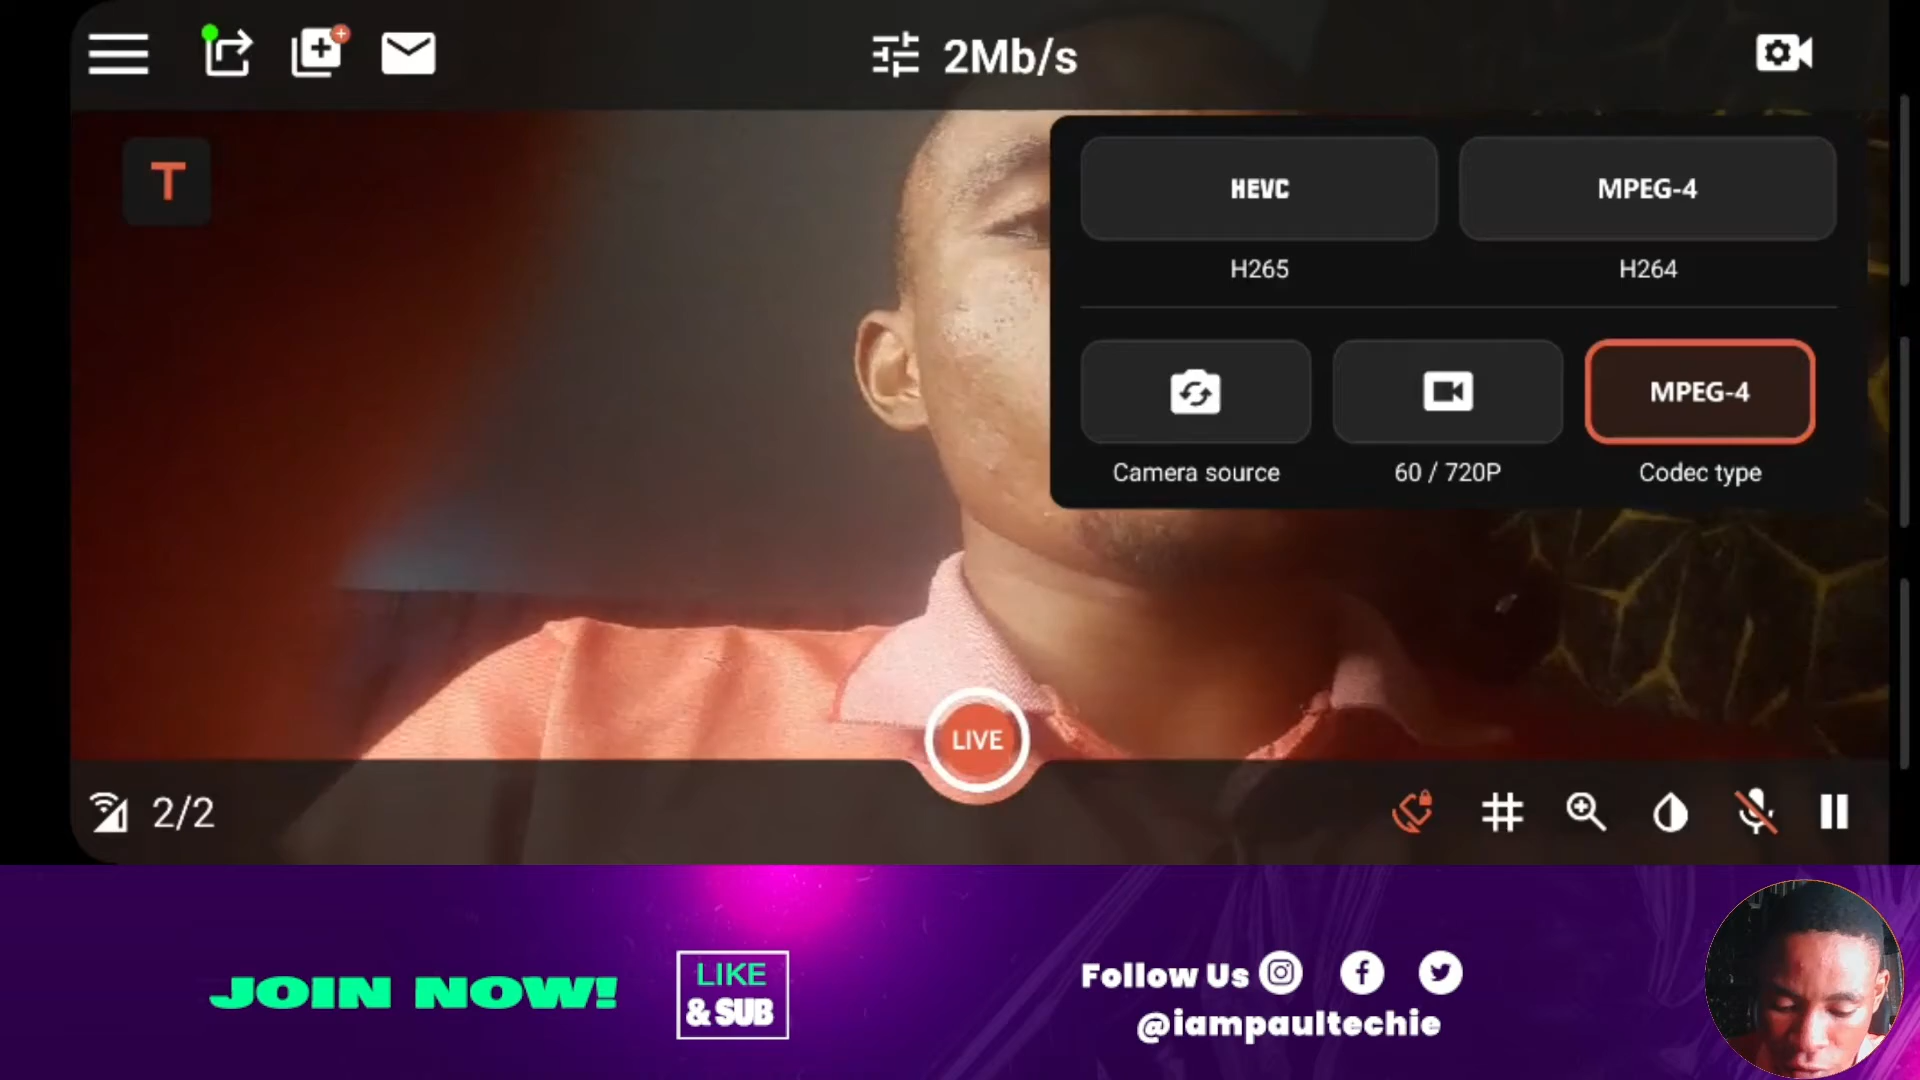 2Mb/s
T
HEVC
MPEG-4
H265
H264
MPEG-4
Camera source
60 / 720P
Codec type
LIVE
2/2
JOIN NOW!
LIKE
& SUB
Follow Us
@iampaultechie